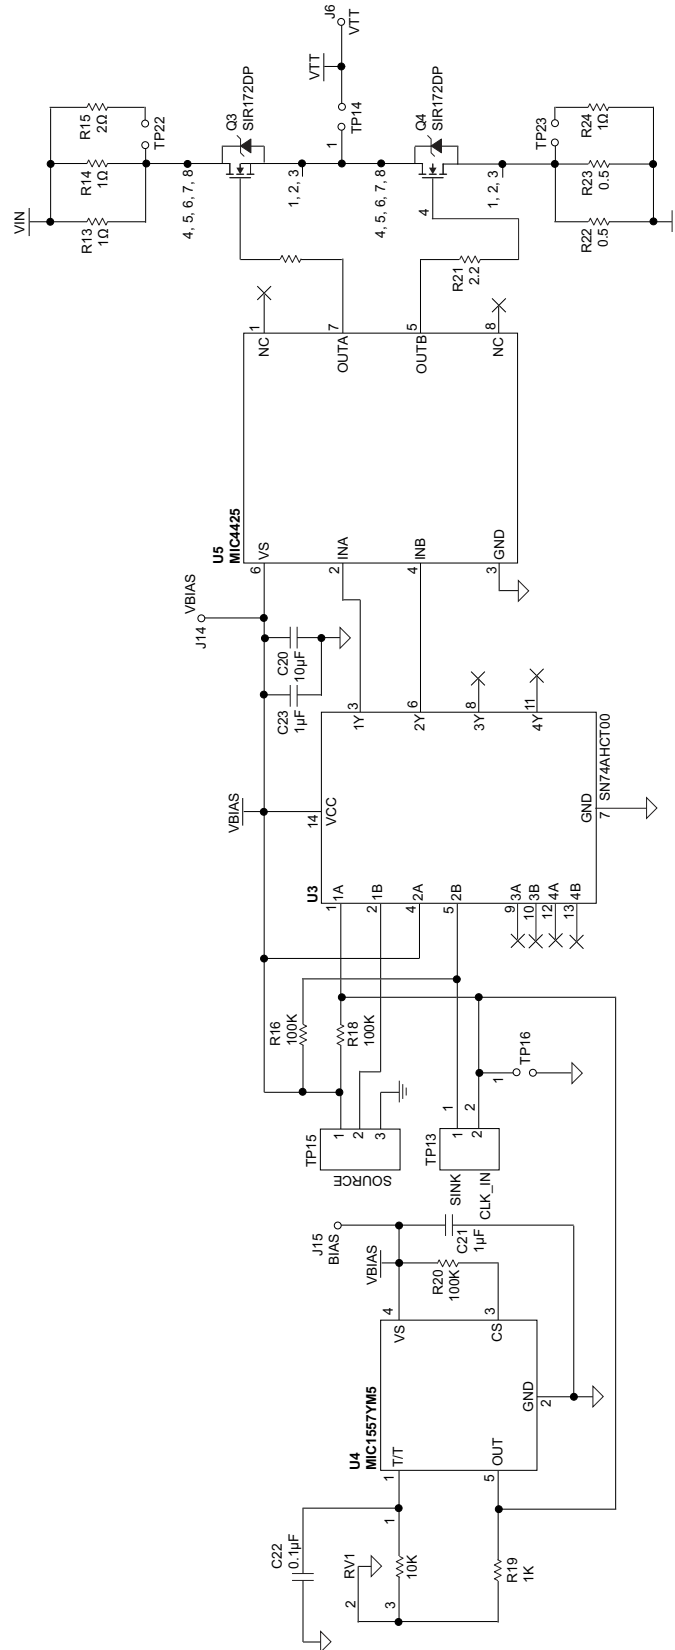 J6
VTT
VTT
VIN
R15
2Ω
TP22
R14
1Ω
R13
1Ω
4, 5, 6, 7, 8
Q3
SIR172DP
1, 2, 3
1
TP14
4, 5, 6, 7, 8
Q4
SIR172DP
4
1, 2, 3
TP23
R24
1Ω
R23
0.5
R22
0.5
R21
2.2
U5
MIC4425
1
NC
7
OUTA
5
OUTB
8
NC
VS
6
INA
2
INB
4
GND
3
J14
VBIAS
C20
10µF
C23
1µF
VBIAS
U3
SN74AHCT00
14
VCC
3
1Y
6
2Y
8
3Y
11
4Y
GND
7
1
1A
2
1B
4
2A
5
2B
9
3A
10
3B
12
4A
13
4B
R16
100K
R18
100K
TP15
1
2
3
SOURCE
TP13
1
1
2
2
SINK
CLK_IN
1
TP16
J15
BIAS
VBIAS
C21
1µF
R20
100K
U4
MIC1557YM5
4
VS
3
CS
GND
2
T/T
1
OUT
5
C22
0.1µF
1
RV1
2
3
10K
R19
1K